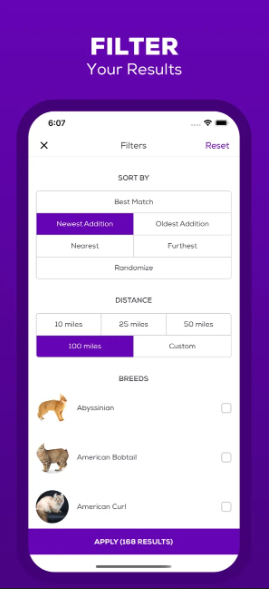 FILTER
Your Results
6:07
Filters
Reset
SORT BY
Best Match
Newest Addition
Oldest Addition
Nearest
Furthest
Randomize
DISTANCE
10 miles
25 miles
50 miles
100 miles
Custom
BREEDS
Abyssinian
American Bobtail
American Curl
APPLY (168 RESULTS)